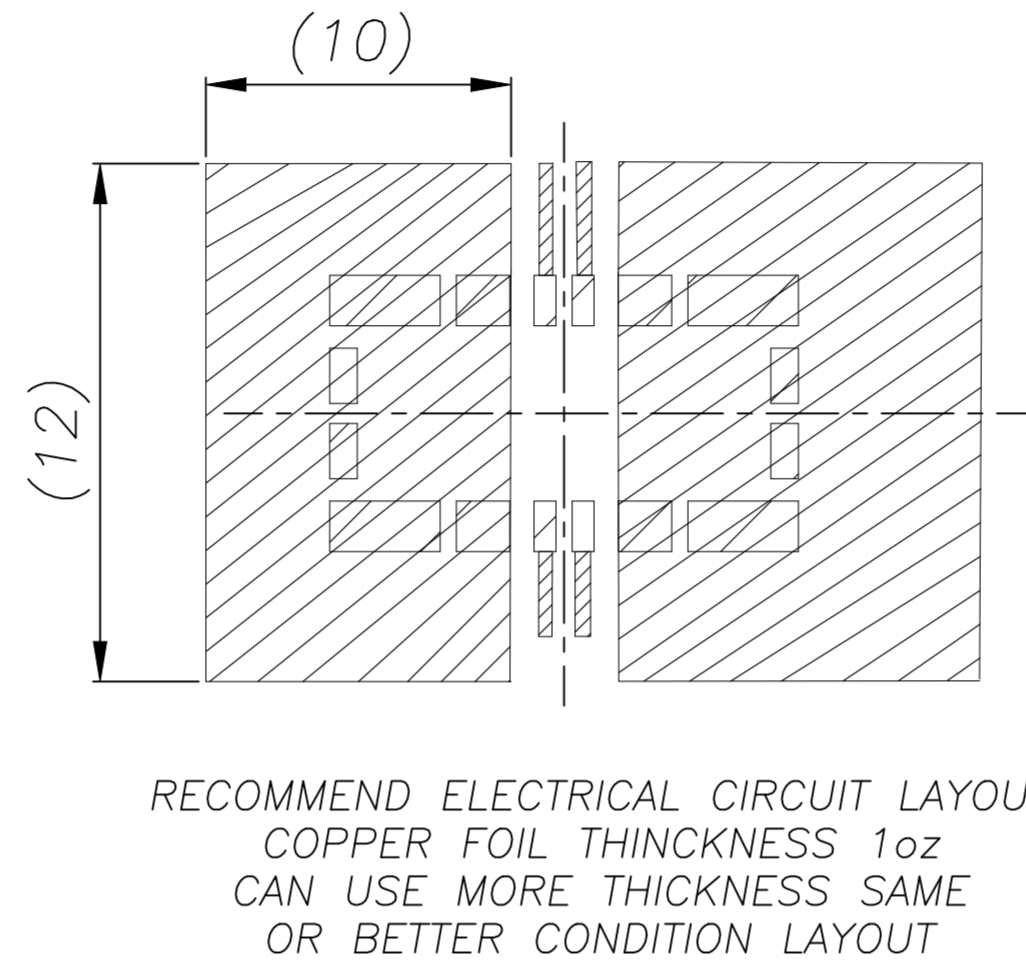 (10)
(12)
RECOMMEND ELECTRICAL CIRCUIT LAYOU
COPPER FOIL THINCKNESS 1oz
CAN USE MORE THICKNESS SAME
OR BETTER CONDITION LAYOUT